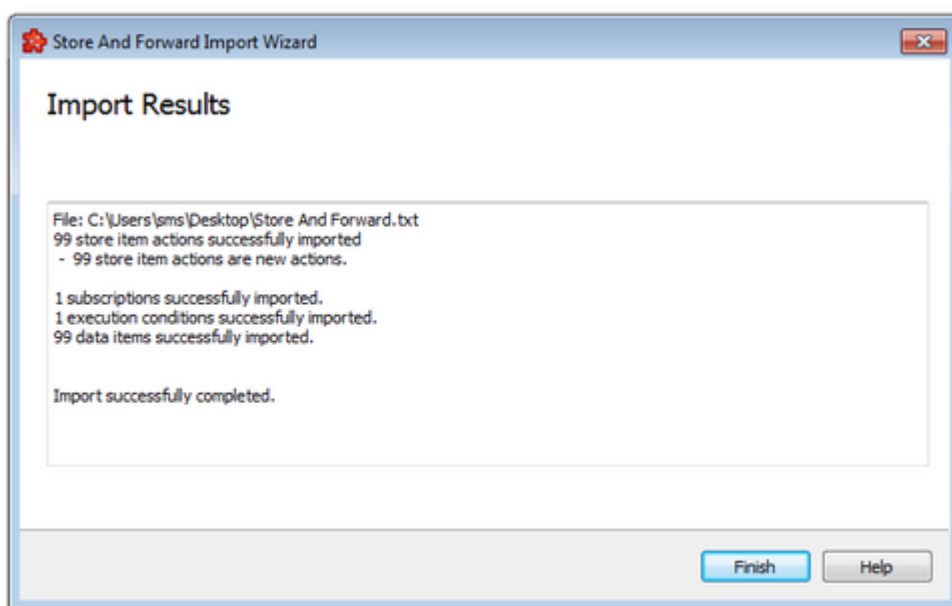 Store And Forward Import Wizard
Import Results
File: C:\Users\sms\Desktop\Store And Forward.txt
99 store item actions successfully imported
- 99 store item actions are new actions.
1 subscriptions successfully imported.
1 execution conditions successfully imported.
99 data items successfully imported.
Import successfully completed.
Finish
Help